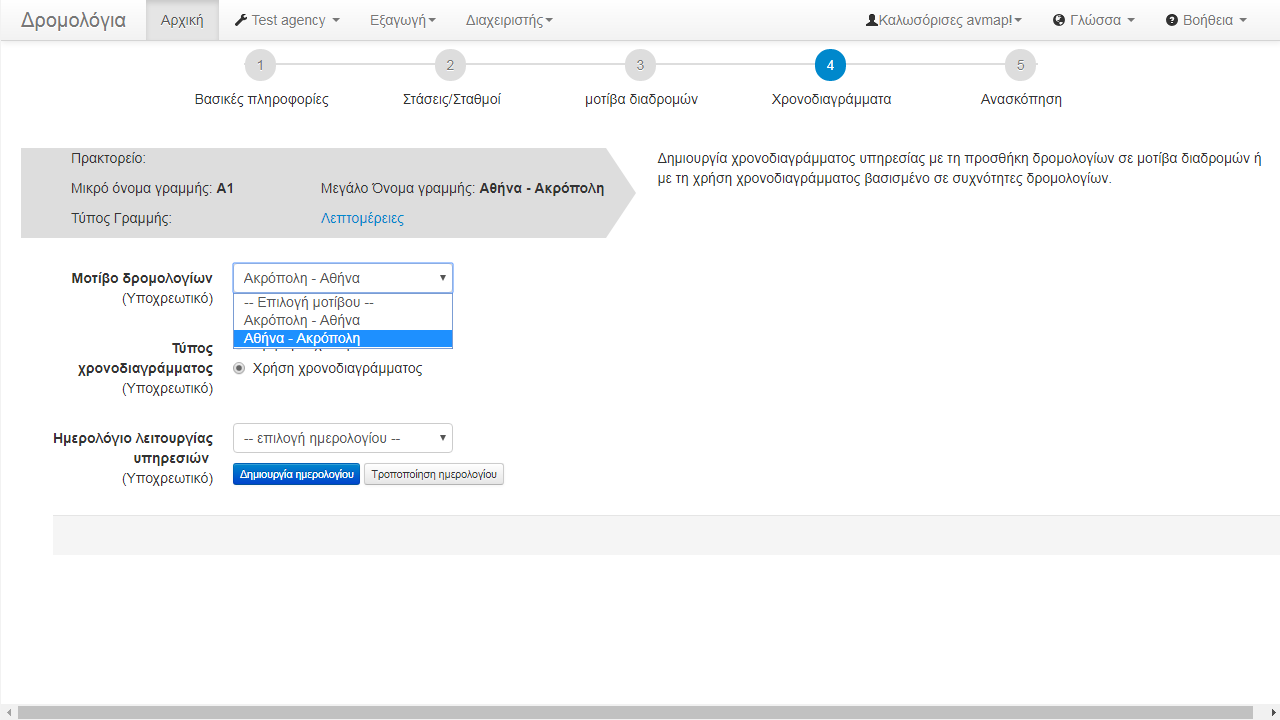 Δρομολόγια Αρχική Test agency Εξαγωγή Διαχειριστής Καλωσόρισες avmap! Γλώσσα Βοήθεια
1 2 3 4 5
Βασικές πληροφορίες Στάσεις/Σταθμοί μοτίβα διαδρομών Χρονοδιαγράμματα Ανασκόπηση
Πρακτορείο:
Μικρό όνομα γραμμής: A1 Μεγάλο Όνομα γραμμής: Αθήνα - Ακρόπολη
Τύπος Γραμμής: Λεπτομέρειες
Δημιουργία χρονοδιαγράμματος υπηρεσίας με τη προσθήκη δρομολογίων σε μοτίβα διαδρομών ή
με τη χρήση χρονοδιαγράμματος βασισμένο σε συχνότητες δρομολογίων.
Μοτίβο δρομολογίων Ακρόπολη - Αθήνα
(Υποχρεωτικό) -- Επιλογή μοτίβου --
Ακρόπολη - Αθήνα
Αθήνα - Ακρόπολη
Τύπος
χρονοδιαγράμματος Χρήση χρονοδιαγράμματος
(Υποχρεωτικό)
Ημερολόγιο λειτουργίας -- επιλογή ημερολογίου --
υπηρεσιών
(Υποχρεωτικό) Δημιουργία ημερολογίου Τροποποίηση ημερολογίου